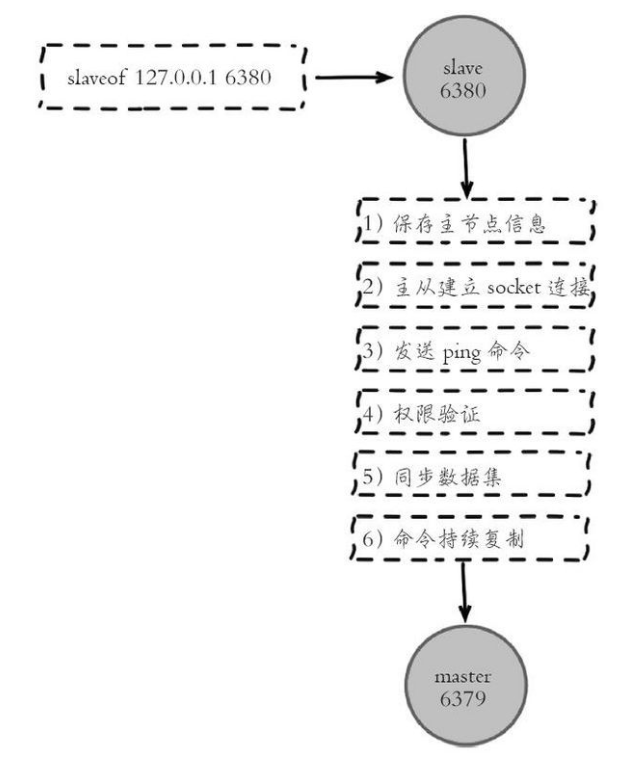 slaveof 127.0.0.1 6380
slave
6380
1) 保存主节点信息
2) 主从建立 socket 连接
3) 发送 ping 命令
4) 权限验证
5) 同步数据集
6) 命令持续复制
master
6379